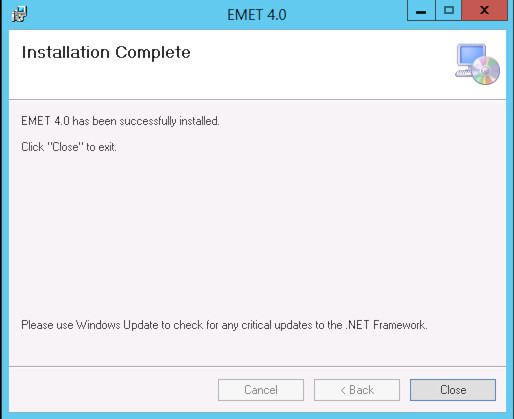 EMET 4.0
Installation Complete
EMET 4.0 has been successfully installed.
Click "Close" to exit.
Please use Windows Update to check for any critical updates to the .NET Framework.
Cancel < Back Close